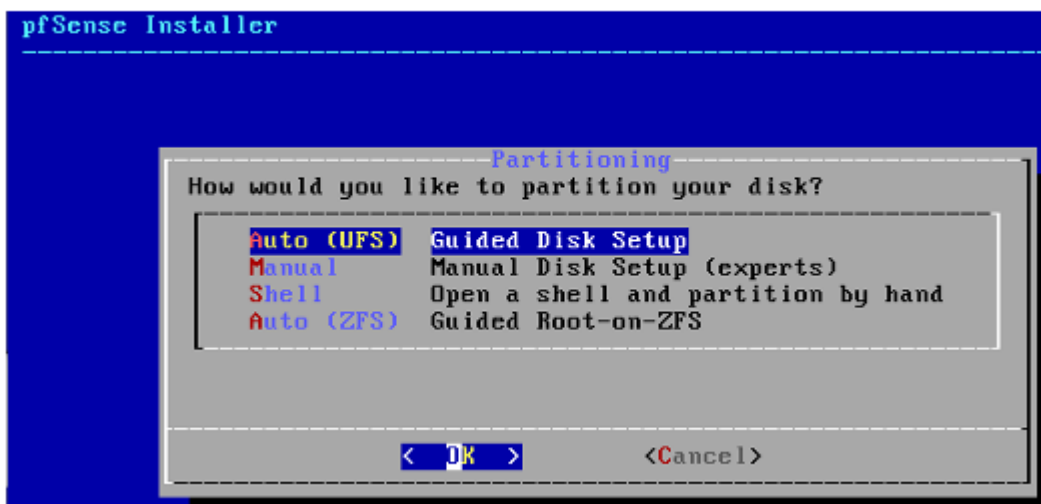 pfSense Installer
Partitioning
How would you like to partition your disk?
Auto (UFS) Guided Disk Setup
Manual Manual Disk Setup (experts)
Shell Open a shell and partition by hand
Auto (ZFS) Guided Root-on-ZFS
< OK > <Cancel>